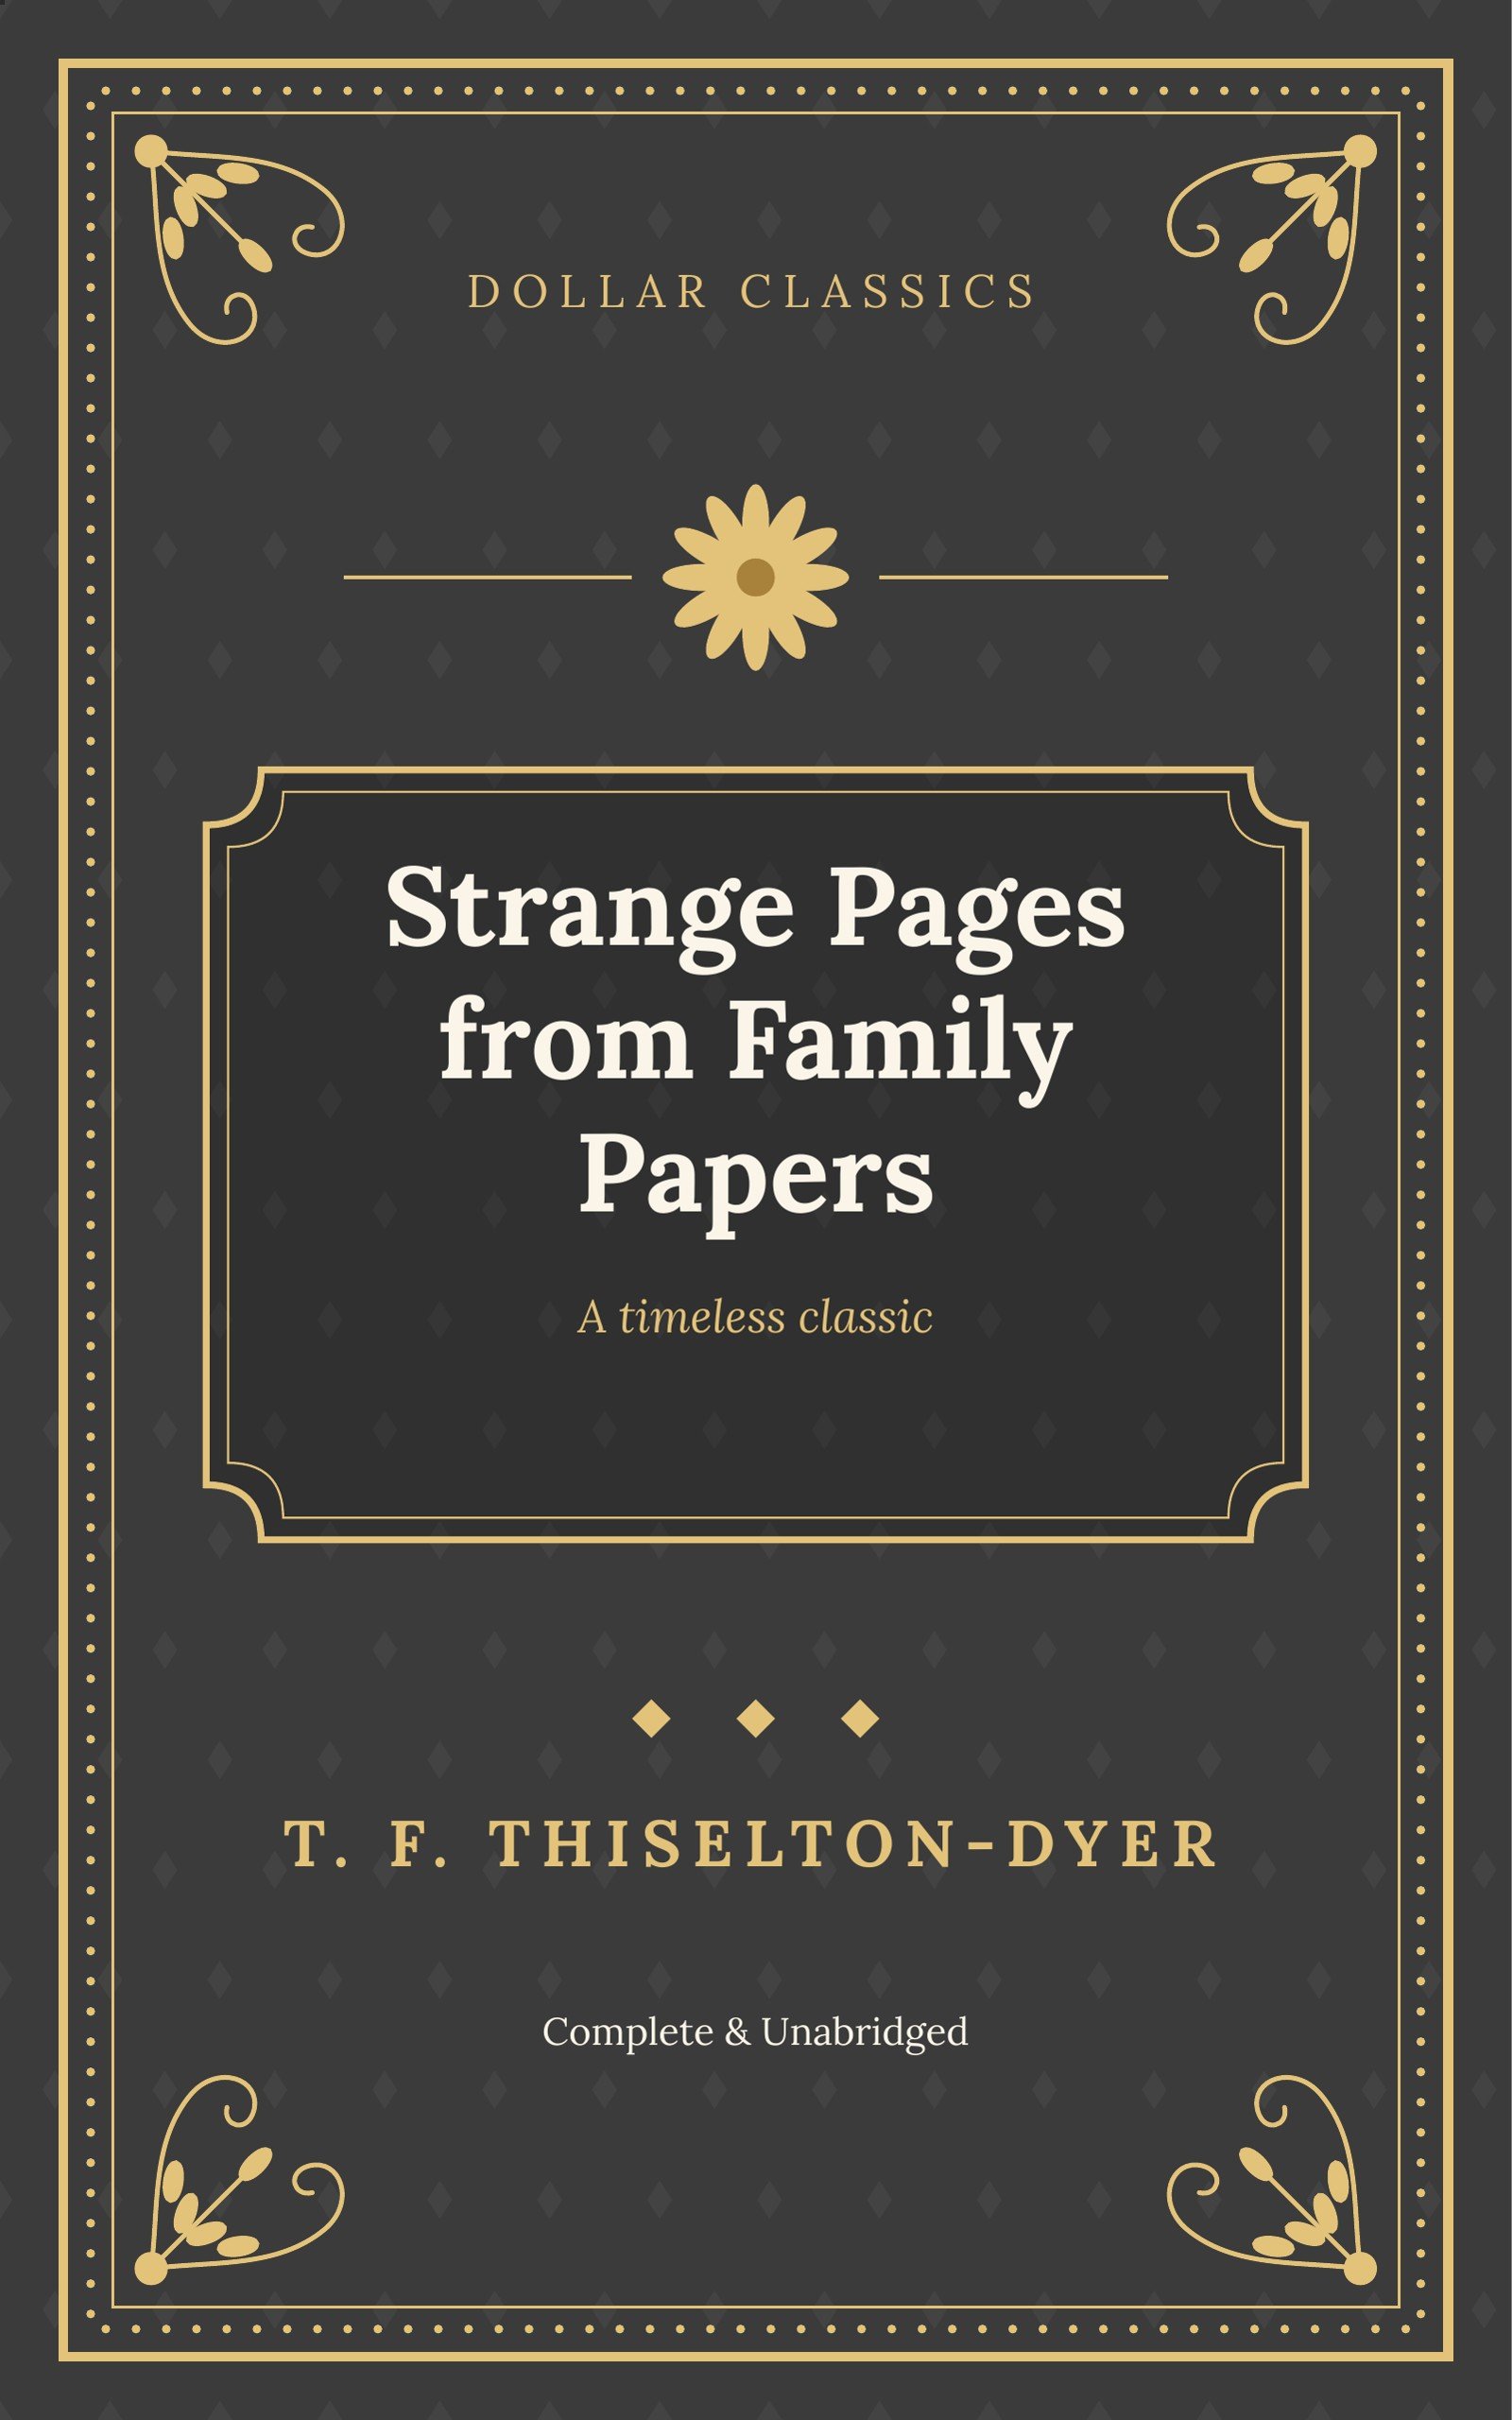 DOLLAR CLASSICS
Strange Pages
from Family
Papers
A timeless classic
T. F. THISELTON-DYER
Complete & Unabridged